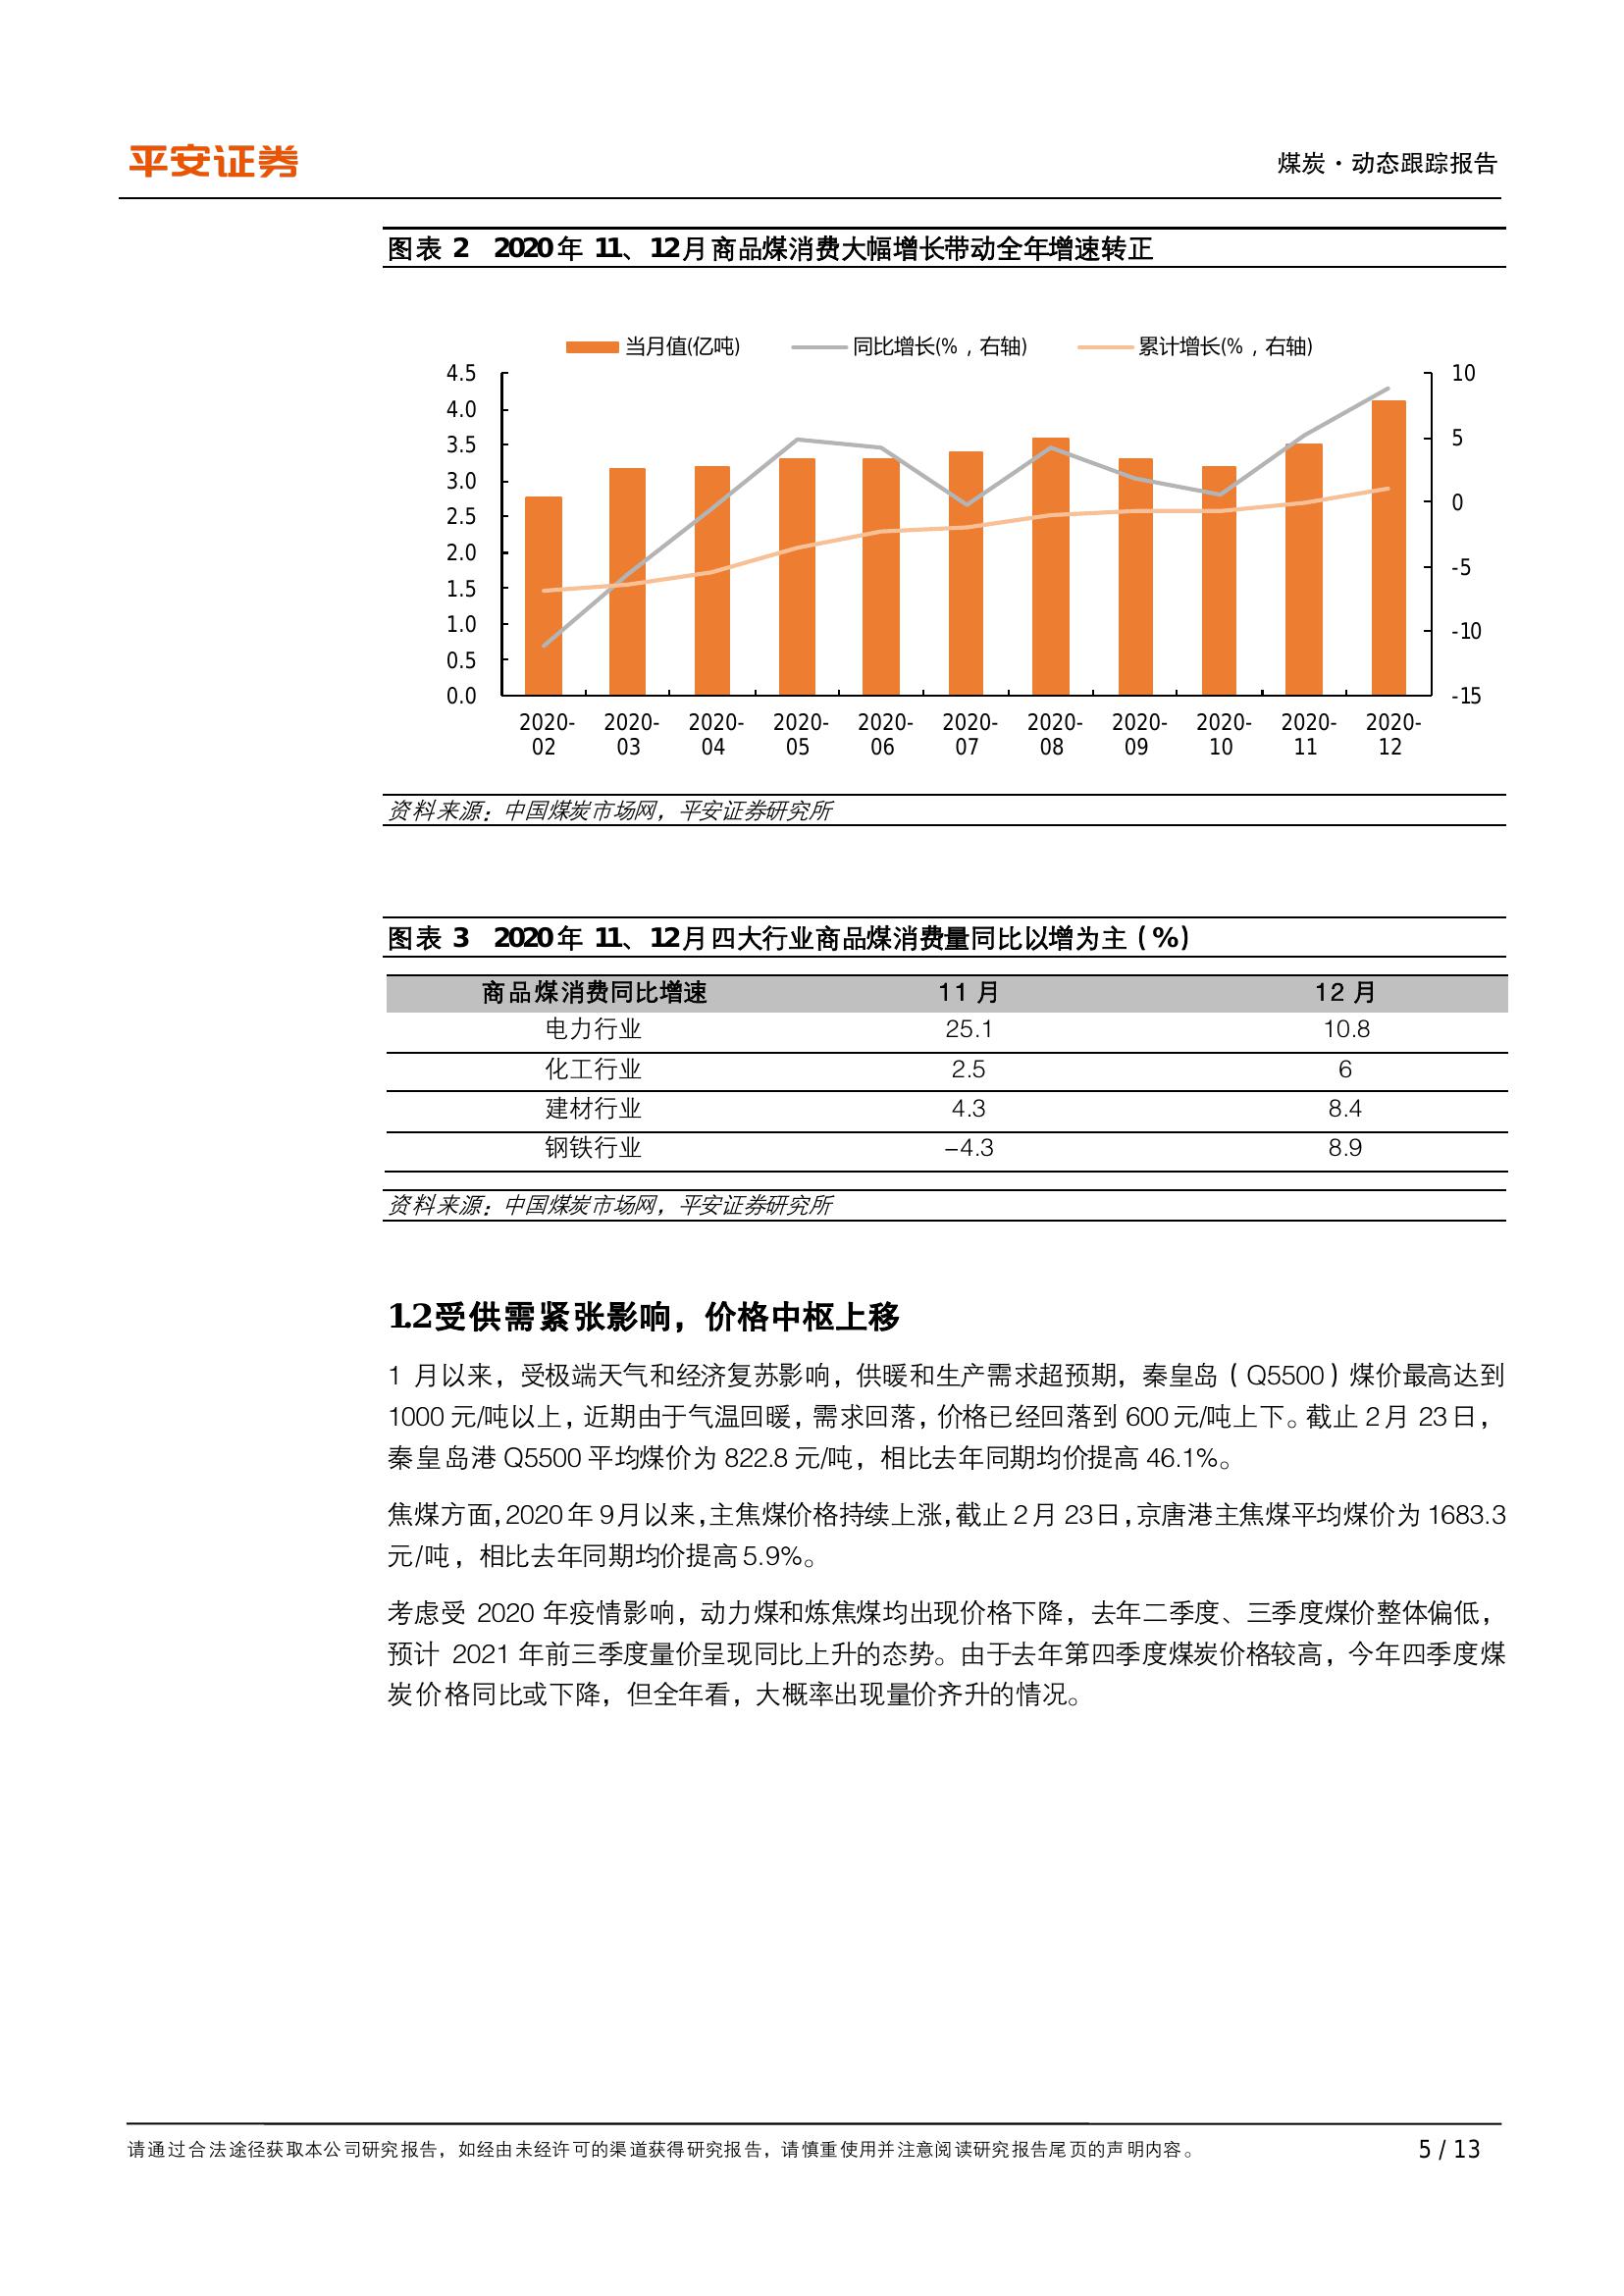 平安证券
煤炭·动态跟踪报告
图表 2 2020年 11、12月商品煤消费大幅增长带动全年增速转正
当月值(亿吨) 同比增长(%，右轴) 累计增长(%，右轴)
4.5 10
4.0
3.5 5
3.0
2.5 0
2.0
1.5 -5
1.0 -10
0.5
0.0 -15
2020-02 2020-03 2020-04 2020-05 2020-06 2020-07 2020-08 2020-09 2020-10 2020-11 2020-12
资料来源：中国煤炭市场网，平安证券研究所
图表 3 2020年 11、12月四大行业商品煤消费量同比以增为主（%）
商品煤消费同比增速 11 月 12 月
电力行业 25.1 10.8
化工行业 2.5 6
建材行业 4.3 8.4
钢铁行业 -4.3 8.9
资料来源：中国煤炭市场网，平安证券研究所
1.2受供需紧张影响，价格中枢上移
1 月以来，受极端天气和经济复苏影响，供暖和生产需求超预期，秦皇岛（Q5500）煤价最高达到
1000 元/吨以上，近期由于气温回暖，需求回落，价格已经回落到 600元/吨上下。截止 2月 23日，
秦皇岛港 Q5500 平均煤价为 822.8 元/吨，相比去年同期均价提高 46.1%。
焦煤方面，2020年 9月以来，主焦煤价格持续上涨，截止 2月 23日，京唐港主焦煤平均煤价为 1683.3
元/吨，相比去年同期均价提高 5.9%。
考虑受 2020 年疫情影响，动力煤和炼焦煤均出现价格下降，去年二季度、三季度煤价整体偏低，
预计 2021 年前三季度量价呈现同比上升的态势。由于去年第四季度煤炭价格较高，今年四季度煤
炭价格同比或下降，但全年看，大概率出现量价齐升的情况。
请通过合法途径获取本公司研究报告，如经由未经许可的渠道获得研究报告，请慎重使用并注意阅读研究报告尾页的声明内容。 5 / 13